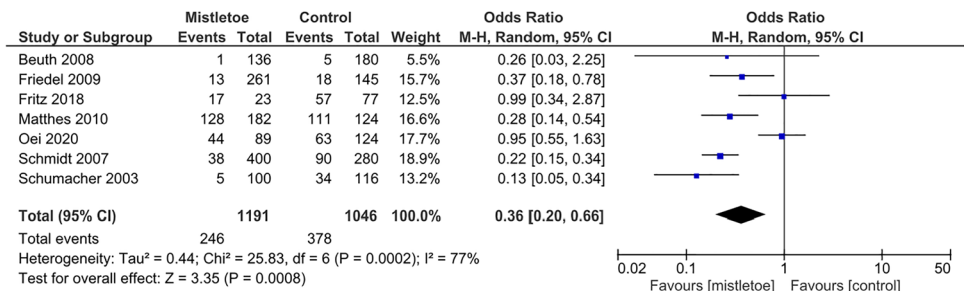 Mistletoe Control Odds Ratio Odds Ratio
Study or Subgroup Events Total Events Total Weight M-H, Random, 95% CI M-H, Random, 95% CI
Beuth 2008 1 136 5 180 5.5% 0.26 [0.03, 2.25]
Friedel 2009 13 261 18 145 15.7% 0.37 [0.18, 0.78]
Fritz 2018 17 23 57 77 12.5% 0.99 [0.34, 2.87]
Matthes 2010 128 182 111 124 16.6% 0.28 [0.14, 0.54]
Oei 2020 44 89 63 124 17.7% 0.95 [0.55, 1.63]
Schmidt 2007 38 400 90 280 18.9% 0.22 [0.15, 0.34]
Schumacher 2003 5 100 34 116 13.2% 0.13 [0.05, 0.34]
Total (95% CI) 1191 1046 100.0% 0.36 [0.20, 0.66]
Total events 246 378
Heterogeneity: Tau² = 0.44; Chi² = 25.83, df = 6 (P = 0.0002); I² = 77%
Test for overall effect: Z = 3.35 (P = 0.0008)
0.02 0.1 1 10 50
Favours [mistletoe] Favours [control]